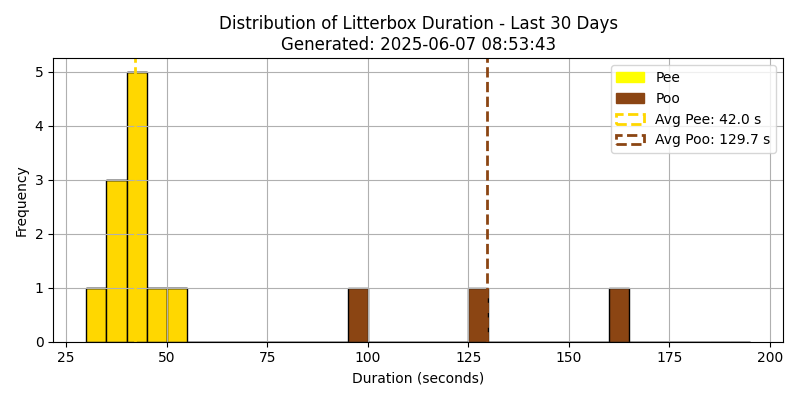 Distribution of Litterbox Duration - Last 30 Days
Generated: 2025-06-07 08:53:43
Pee
Poo
Avg Pee: 42.0 s
Avg Poo: 129.7 s
Frequency
5
4
3
2
1
0
25 50 75 100 125 150 175 200
Duration (seconds)